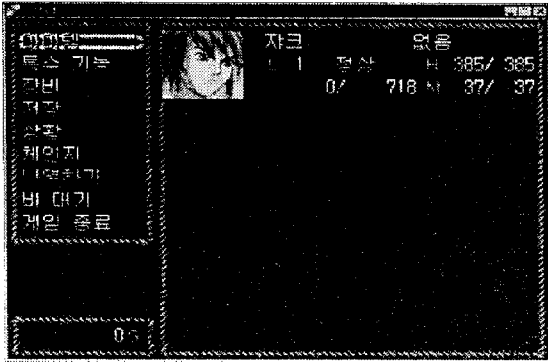 아이템
특수 기능
장비
저장
상황
체인지
비 대기
게임 종료
0G
자크 없음
L 1 정상 H 385/ 385
0/ 718 M 37/ 37